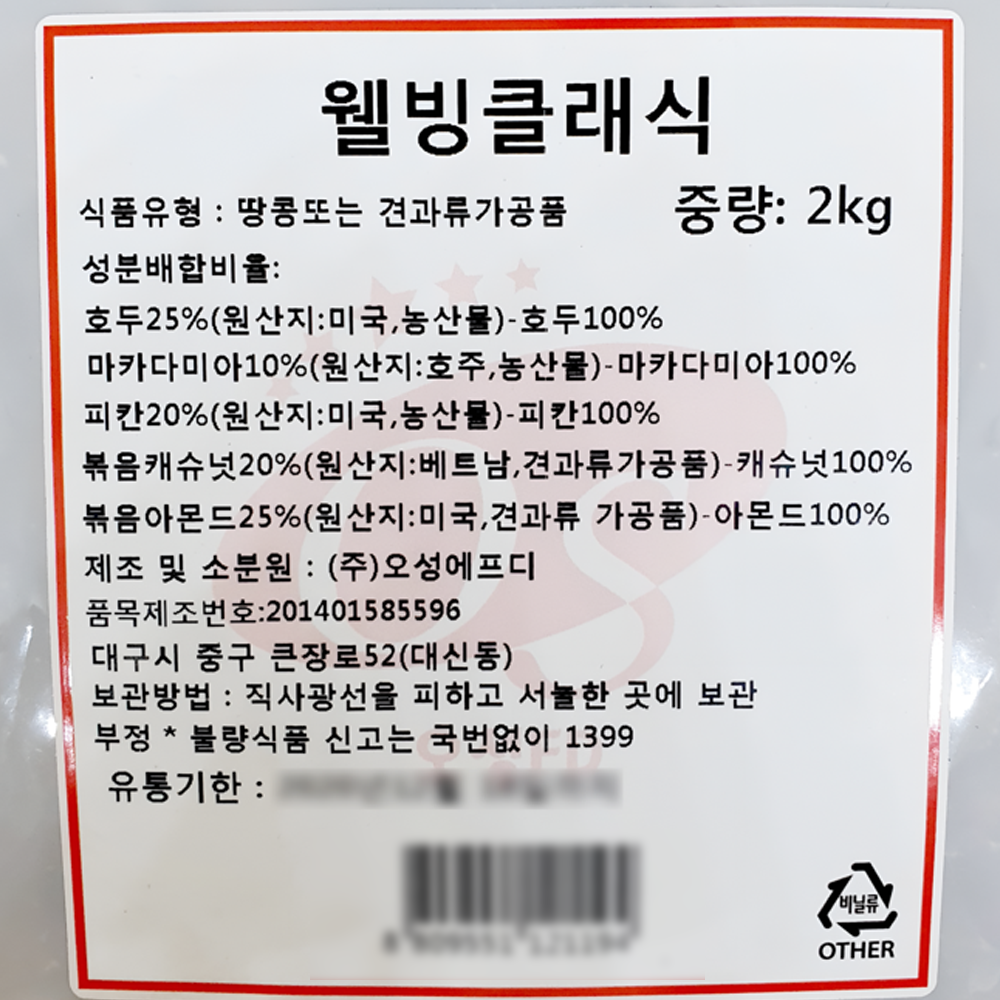 웰빙클래식
식품유형 : 땅콩또는 견과류가공품 중량: 2kg
성분배합비율:
호두25%(원산지:미국,농산물)-호두100%
마카다미아10%(원산지:호주,농산물)-마카다미아100%
피칸20%(원산지:미국,농산물)-피칸100%
볶음캐슈넛20%(원산지:베트남,견과류가공품)-캐슈넛100%
볶음아몬드25%(원산지:미국,견과류 가공품)-아몬드100%
제조 및 소분원 : (주)오성에프디
품목제조번호:201401585596
대구시 중구 큰장로52(대신동)
보관방법 : 직사광선을 피하고 서늘한 곳에 보관
부정 * 불량식품 신고는 국번없이 1399
유통기한 :
비닐류
OTHER